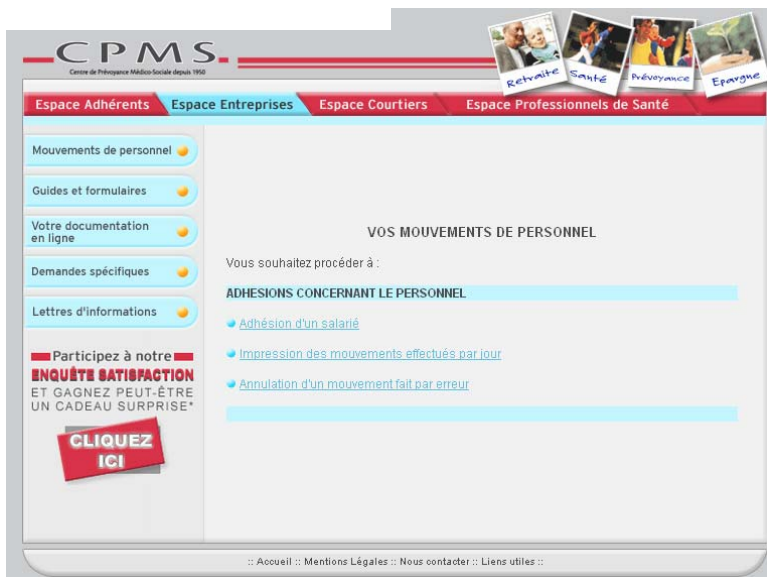 CPMS
Centre de Prévoyance Médico-Sociale depuis 1950
Retraite
Santé
Prévoyance
Epargne
Espace Adhérents
Espace Entreprises
Espace Courtiers
Espace Professionnels de Santé
Mouvements de personnel
Guides et formulaires
Votre documentation
en ligne
Demandes spécifiques
Lettres d'informations
Participez à notre
ENQUÊTE SATISFACTION
ET GAGNEZ PEUT-ÊTRE
UN CADEAU SURPRISE*
CLIQUEZ
ICI
VOS MOUVEMENTS DE PERSONNEL
Vous souhaitez procéder à :
ADHESIONS CONCERNANT LE PERSONNEL
Adhésion d'un salarié
Impression des mouvements effectués par jour
Annulation d'un mouvement fait par erreur
:: Accueil :: Mentions Légales :: Nous contacter :: Liens utiles ::